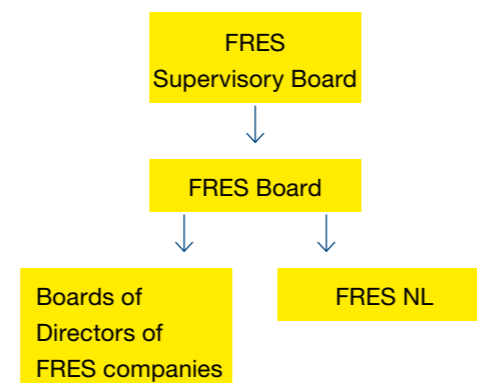 FRES
Supervisory Board
FRES Board
Boards of
Directors of
FRES companies
FRES NL